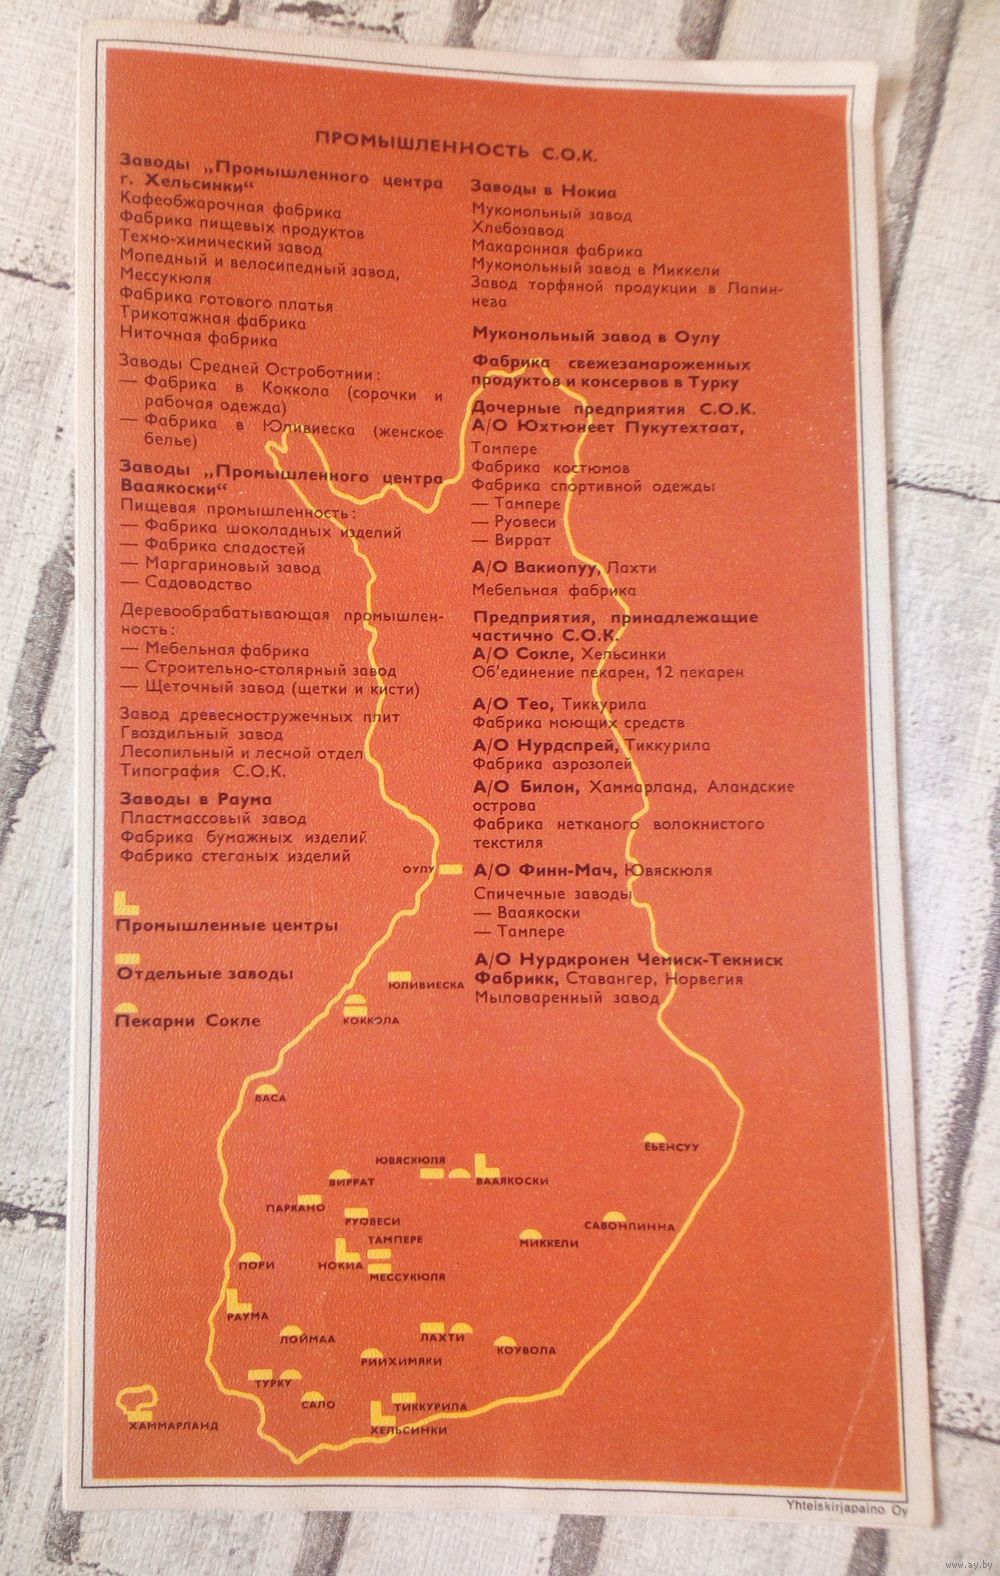 ПРОМЫШЛЕННОСТЬ С.О.К.
Заводы „Промышленного центра
г. Хельсинки“
Кофеобжарочная фабрика
Фабрика пищевых продуктов
Техно-химический завод
Мопедный и велосипедный завод,
Мессукюля
Фабрика готового платья
Трикотажная фабрика
Ниточная фабрика
Заводы Средней Остроботнии:
— Фабрика в Коккола (сорочки и
рабочая одежда)
— Фабрика в Юливиеска (женское
белье)
Заводы „Промышленного центра
Вааякоски“
Пищевая промышленность:
— Фабрика шоколадных изделий
— Фабрика сладостей
— Маргариновый завод
— Садоводство
Деревообрабатывающая промышлен-
ность:
— Мебельная фабрика
— Строительно-столярный завод
— Щеточный завод (щетки и кисти)
Завод древесностружечных плит
Гвоздильный завод
Лесопильный и лесной отдел
Типография С.О.К.
Заводы в Раума
Пластмассовый завод
Фабрика бумажных изделий
Фабрика стеганых изделий
Промышленные центры
Отдельные заводы
Пекарни Сокле
Заводы в Нокиа
Мукомольный завод
Хлебозавод
Макаронная фабрика
Мукомольный завод в Миккели
Завод торфяной продукции в Лапин-
нева
Мукомольный завод в Оулу
Фабрика свежезамароженных
продуктов и консервов в Турку
Дочерные предприятия С.О.К.
А/О Юхтюнеет Пукутехтаат,
Тампере
Фабрика костюмов
Фабрика спортивной одежды
— Тампере
— Руовеси
— Виррат
А/О Вакиопуу, Лахти
Мебельная фабрика
Предприятия, принадлежащие
частично С.О.К.
А/О Сокле, Хельсинки
Об'единение пекарен, 12 пекарен
А/О Тео, Тиккурила
Фабрика моющих средств
А/О Нурдспрей, Тиккурила
Фабрика аэрозолей
А/О Билон, Хаммарланд, Аландские
острова
Фабрика нетканого волокнистого
текстиля
А/О Финн-Мач, Ювяскюля
Спичечные заводы
— Вааякоски
— Тампере
А/О Нурдкронен Чемиск-Текниск
Фабрикк, Ставангер, Норвегия
Мыловаренный завод
ОУЛУ
ЮЛИВИЕСКА
КОККОЛА
ВАСА
ЕЬЕНСУУ
ЮВЯСКЮЛЯ
ВИРРАТ
ВААЯКОСКИ
ПАРКАНО
РУОВЕСИ
САВОНЛИННА
ТАМПЕРЕ
МИККЕЛИ
ПОРИ
НОКИА
МЕССУКЮЛЯ
РАУМА
ЛОЙМАА
ЛАХТИ
КОУВОЛА
РИИХИМЯКИ
ТУРКУ
САЛО
ТИККУРИЛА
ХАММАРЛАНД
ХЕЛЬСИНКИ
Yhteiskirjapaino Oy
www.ay.by